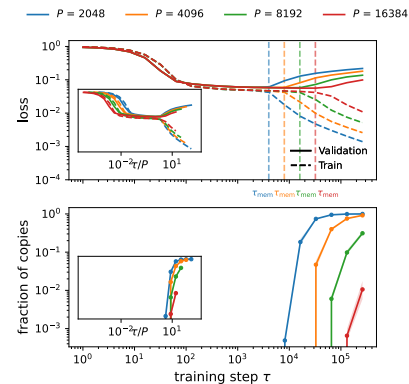 P = 2048 P = 4096 P = 8192 P = 16384
10⁰
10⁻¹
10⁻²
10⁻³
10⁻⁴
loss
10⁻² τ/P 10¹
Validation
Train
τmem τmem τmem τmem
10⁰
10⁻¹
10⁻²
10⁻³
fraction of copies
10⁻² τ/P 10¹
10⁰ 10¹ 10² 10³ 10⁴ 10⁵
training step τ